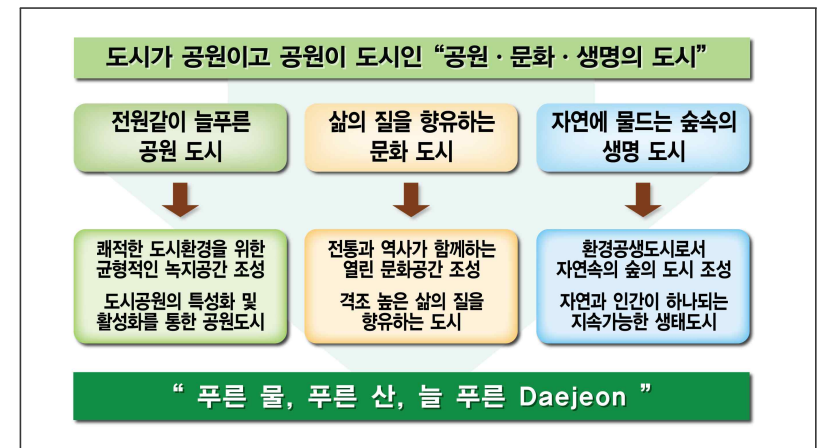 도시가 공원이고 공원이 도시인 “공원 · 문화 · 생명의 도시”
전원같이 늘푸른
공원 도시
삶의 질을 향유하는
문화 도시
자연에 물드는 숲속의
생명 도시
쾌적한 도시환경을 위한
균형적인 녹지공간 조성
도시공원의 특성화 및
활성화를 통한 공원도시
전통과 역사가 함께하는
열린 문화공간 조성
격조 높은 삶의 질을
향유하는 도시
환경공생도시로서
자연속의 숲의 도시 조성
자연과 인간이 하나되는
지속가능한 생태도시
“ 푸른 물, 푸른 산, 늘 푸른 Daejeon ”